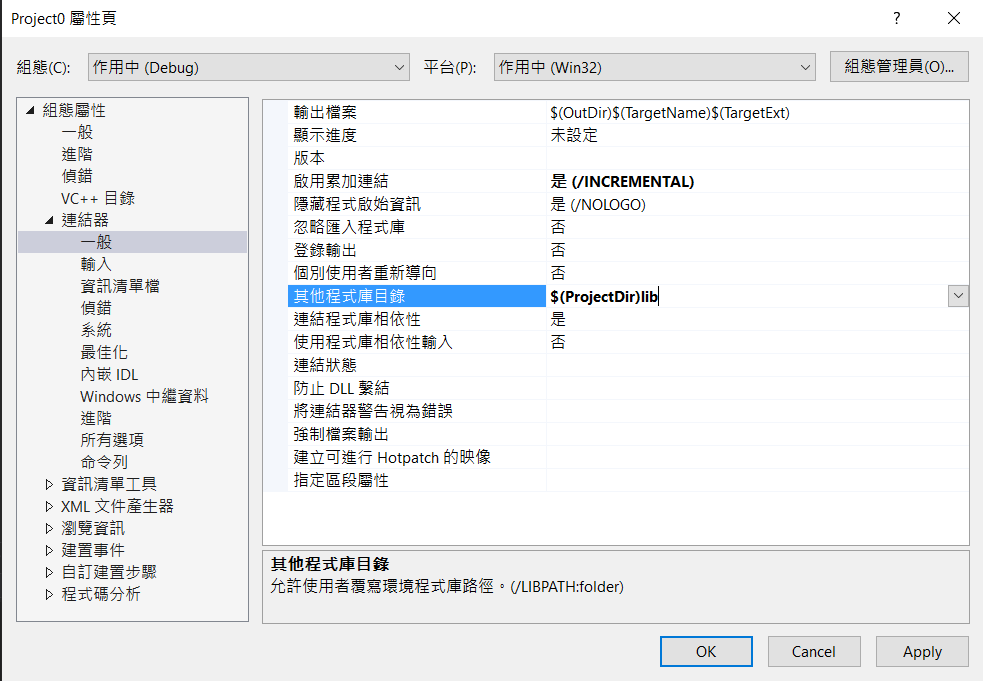 Project0 屬性頁
?
組態(C):
作用中 (Debug)
平台(P):
作用中 (Win32)
組態管理員(O)...
組態屬性
一般
進階
偵錯
VC++ 目錄
連結器
一般
輸入
資訊清單檔
偵錯
系統
最佳化
內嵌 IDL
Windows 中繼資料
進階
所有選項
命令列
資訊清單工具
XML 文件產生器
瀏覽資訊
建置事件
自訂建置步驟
程式碼分析
輸出檔案 $(OutDir)$(TargetName)$(TargetExt)
顯示進度 未設定
版本
啟用累加連結 是 (/INCREMENTAL)
隱藏程式啟始資訊 是 (/NOLOGO)
忽略匯入程式庫 否
登錄輸出 否
個別使用者重新導向 否
其他程式庫目錄 $(ProjectDir)lib
連結程式庫相依性 是
使用程式庫相依性輸入 否
連結狀態
防止 DLL 繫結
將連結器警告視為錯誤
強制檔案輸出
建立可進行 Hotpatch 的映像
指定區段屬性
其他程式庫目錄
允許使用者覆寫環境程式庫路徑。(/LIBPATH:folder)
OK
Cancel
Apply